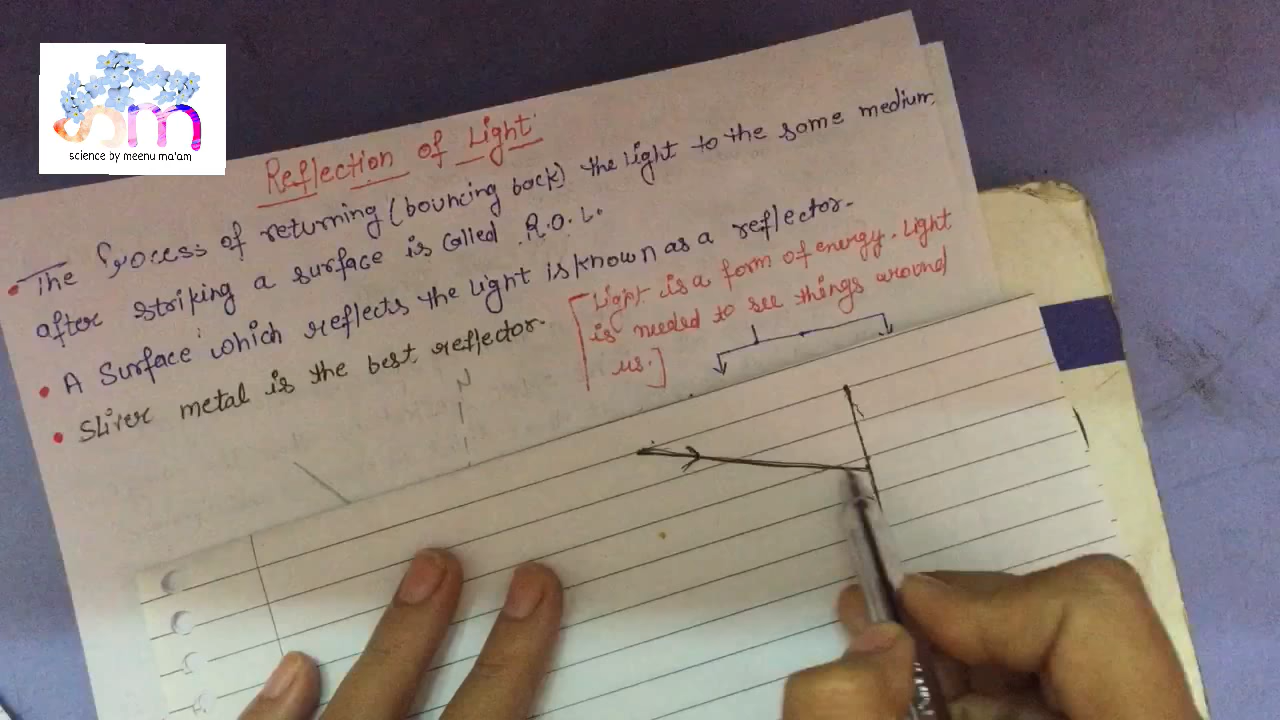 sm
science by meenu ma'am
Reflection of Light
• The Process of returning (bouncing back) the light to the some medium.
after striking a surface is called R.O.L.
• A Surface which reflects the light is known as a reflector.
• Sliver metal is the best reflector.
[Light is a form of energy. Light
is needed to see things around
us.]
N